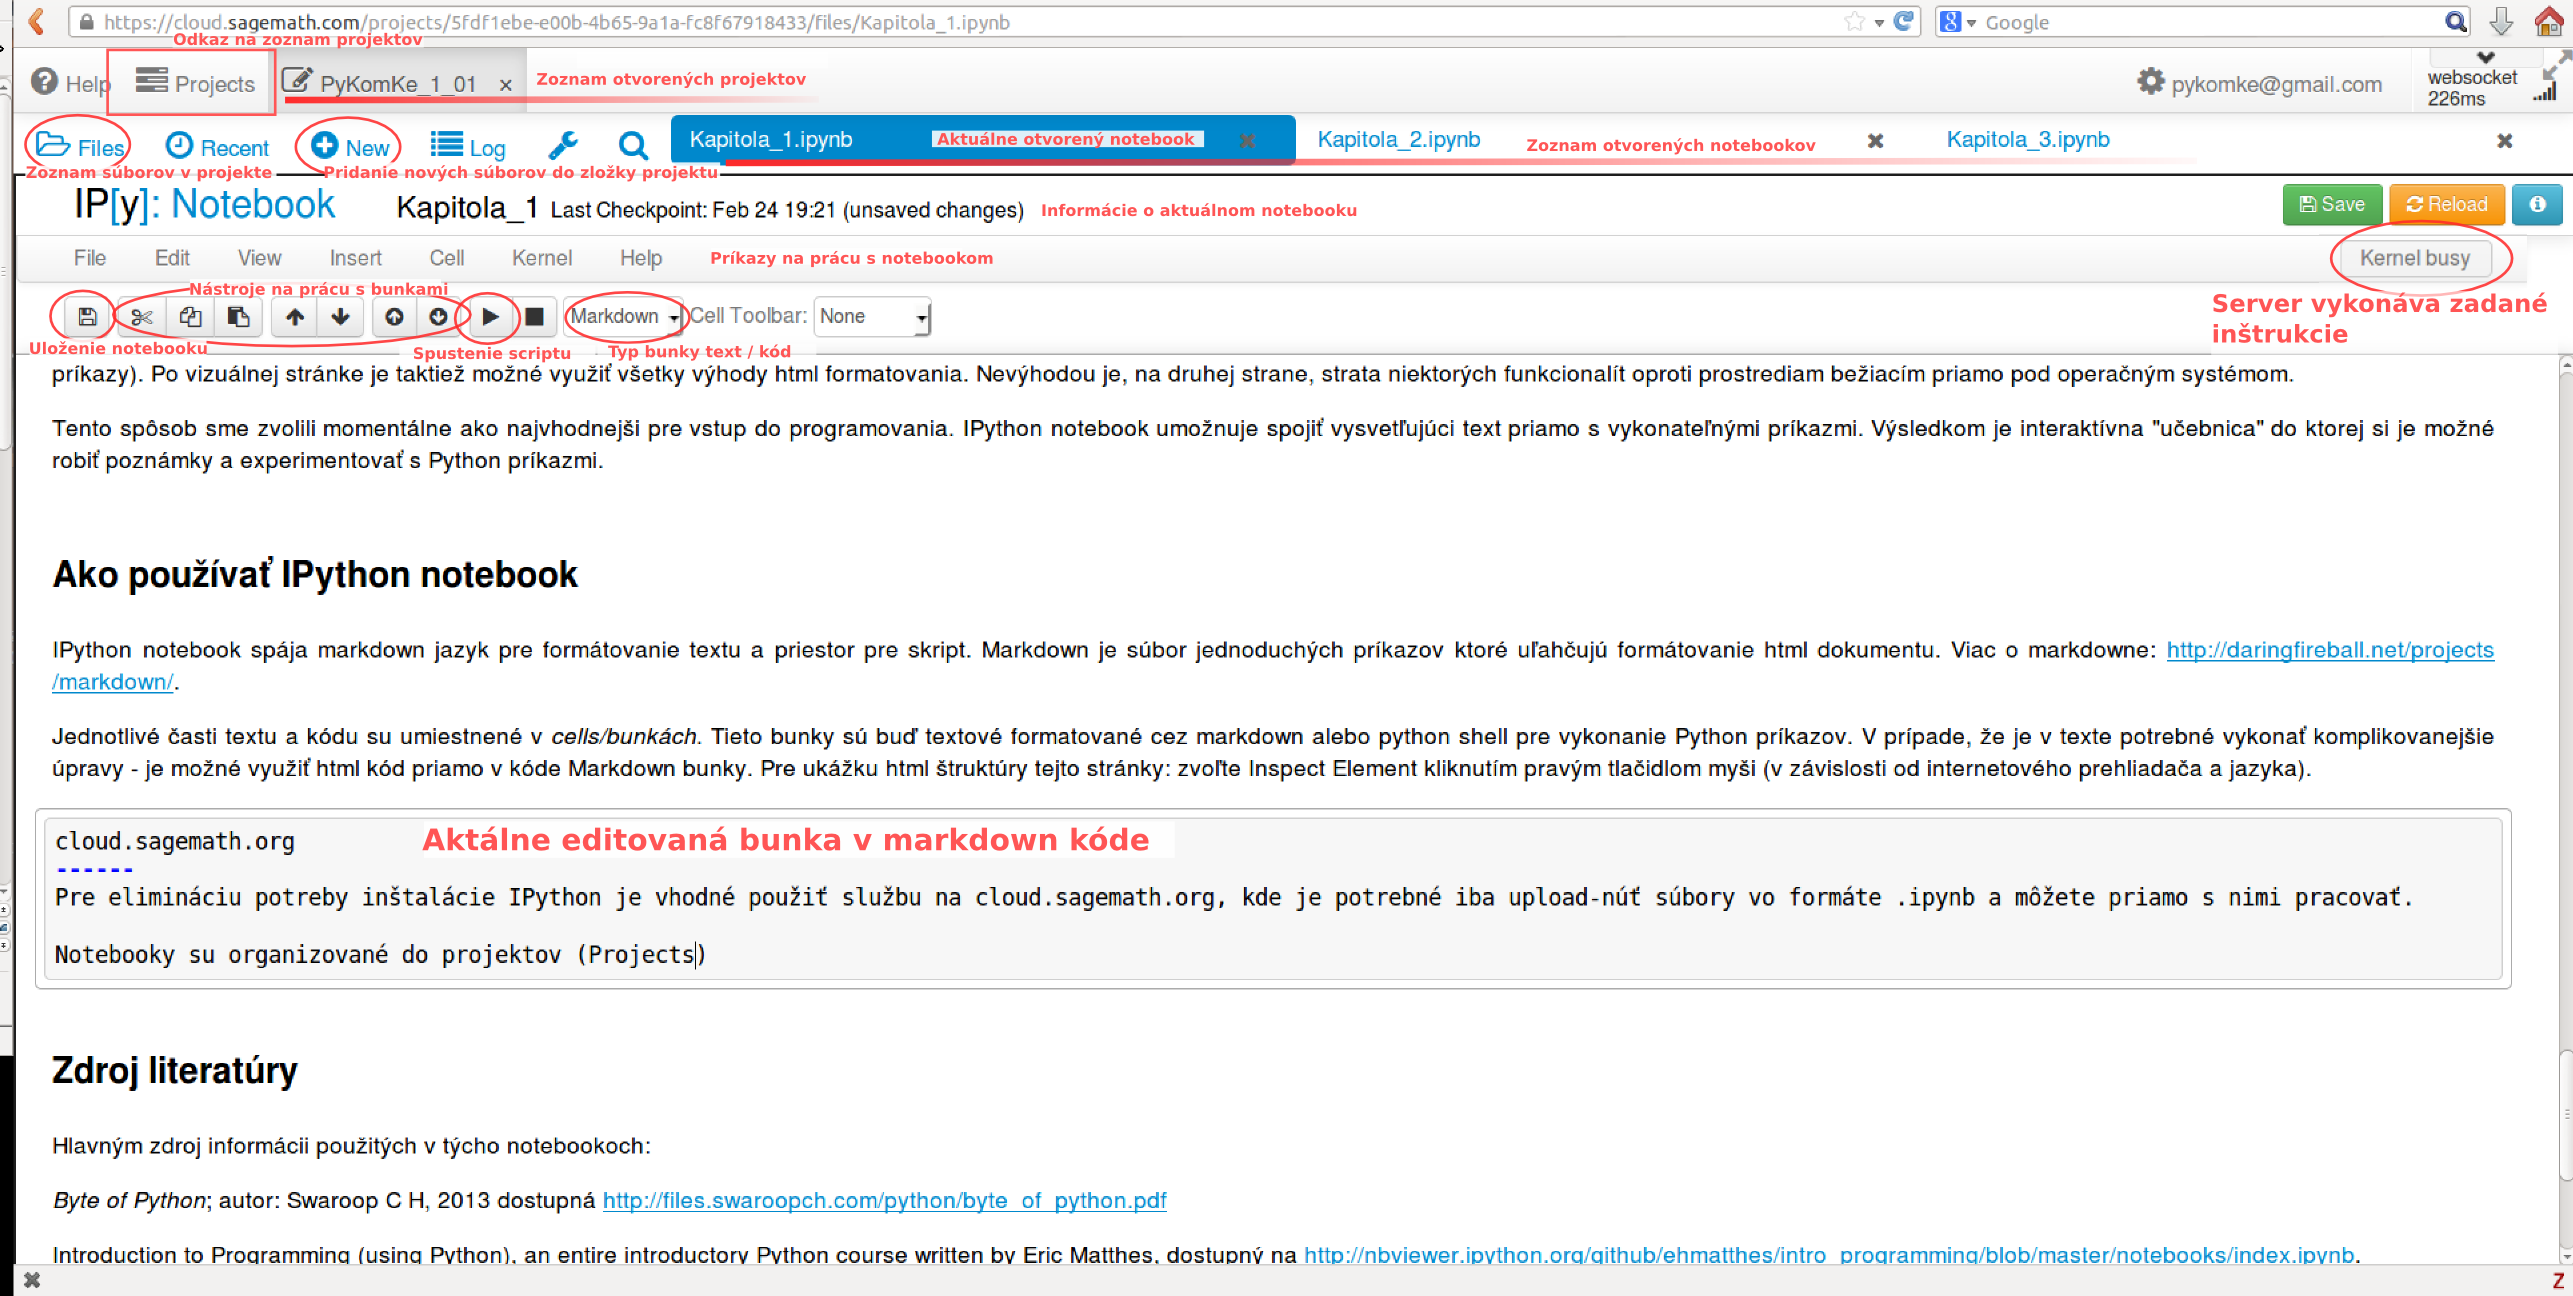 https://cloud.sagemath.com/projects/5fdf1ebe-e00b-4b65-9a1a-fc8f67918433/files/Kapitola_1.ipynb
Google
Odkaz na zoznam projektov
Help
Projects
PyKomKe_1_01
Zoznam otvorených projektov
pykomke@gmail.com
websocket
226ms
Files
Recent
New
Log
Kapitola_1.ipynb
Aktuálne otvorený notebook
Kapitola_2.ipynb
Zoznam otvorených notebookov
Kapitola_3.ipynb
Zoznam súborov v projekte
Pridanie nových súborov do zložky projektu
IP[y]: Notebook
Kapitola_1 Last Checkpoint: Feb 24 19:21 (unsaved changes)
Informácie o aktuálnom notebooku
Save
Reload
File
Edit
View
Insert
Cell
Kernel
Help
Príkazy na prácu s notebookom
Kernel busy
Nástroje na prácu s bunkami
Markdown
Cell Toolbar:
None
Server vykonáva zadané
inštrukcie
Uloženie notebooku
Spustenie scriptu
Typ bunky text / kód
príkazy). Po vizuálnej stránke je taktiež možné využiť všetky výhody html formatovania. Nevýhodou je, na druhej strane, strata niektorých funkcionalít oproti prostrediam bežiacím priamo pod operačným systémom.
Tento spôsob sme zvolili momentálne ako najvhodnejši pre vstup do programovania. IPython notebook umožnuje spojiť vysvetľujúci text priamo s vykonateľnými príkazmi. Výsledkom je interaktívna "učebnica" do ktorej si je možné
robiť poznámky a experimentovať s Python príkazmi.
Ako používať IPython notebook
IPython notebook spája markdown jazyk pre formátovanie textu a priestor pre skript. Markdown je súbor jednoduchých príkazov ktoré uľahčujú formátovanie html dokumentu. Viac o markdowne: http://daringfireball.net/projects
/markdown/.
Jednotlivé časti textu a kódu su umiestnené v cells/bunkách. Tieto bunky sú buď textové formatované cez markdown alebo python shell pre vykonanie Python príkazov. V prípade, že je v texte potrebné vykonať komplikovanejšie
úpravy - je možné využiť html kód priamo v kóde Markdown bunky. Pre ukážku html štruktúry tejto stránky: zvoľte Inspect Element kliknutím pravým tlačidlom myši (v závislosti od internetového prehliadača a jazyka).
cloud.sagemath.org
Aktálne editovaná bunka v markdown kóde
------
Pre elimináciu potreby inštalácie IPython je vhodné použiť službu na cloud.sagemath.org, kde je potrebné iba upload-núť súbory vo formáte .ipynb a môžete priamo s nimi pracovať.
Notebooky su organizované do projektov (Projects)
Zdroj literatúry
Hlavným zdroj informácii použitých v týcho notebookoch:
Byte of Python; autor: Swaroop C H, 2013 dostupná http://files.swaroopch.com/python/byte_of_python.pdf
Introduction to Programming (using Python), an entire introductory Python course written by Eric Matthes, dostupný na http://nbviewer.ipython.org/github/ehmatthes/intro_programming/blob/master/notebooks/index.ipynb.
Z